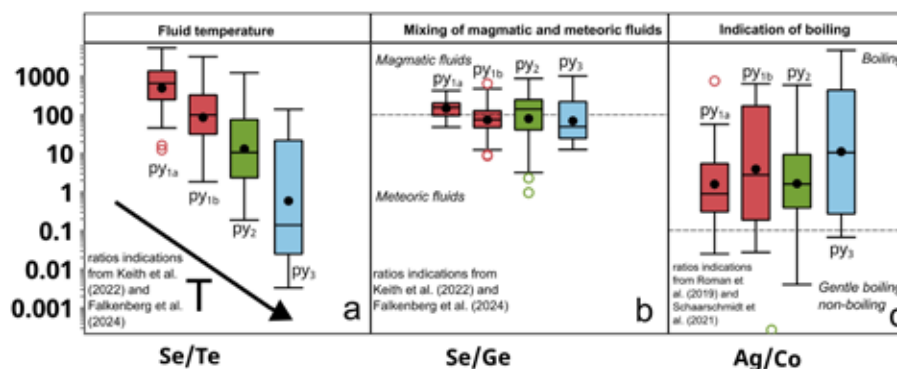 Fluid temperature
Mixing of magmatic and meteoric fluids
Indication of boiling
1000
100
10
1
0.1
0.01
0.001
py1a
py1b
py2
py3
ratios indications
from Keith et al.
(2022) and
Falkenberg et al.
(2024)
T
a
Magmatic fluids
py1a
py1b
py2
py3
Meteoric fluids
ratios indications from
Keith et al. (2022) and
Falkenberg et al. (2024)
b
Boiling
py1a
py1b
py2
py3
ratios indications
from Roman et
al. (2019) and
Schaarschmidt et
al. (2021)
Gentle boiling
non-boiling
c
Se/Te
Se/Ge
Ag/Co